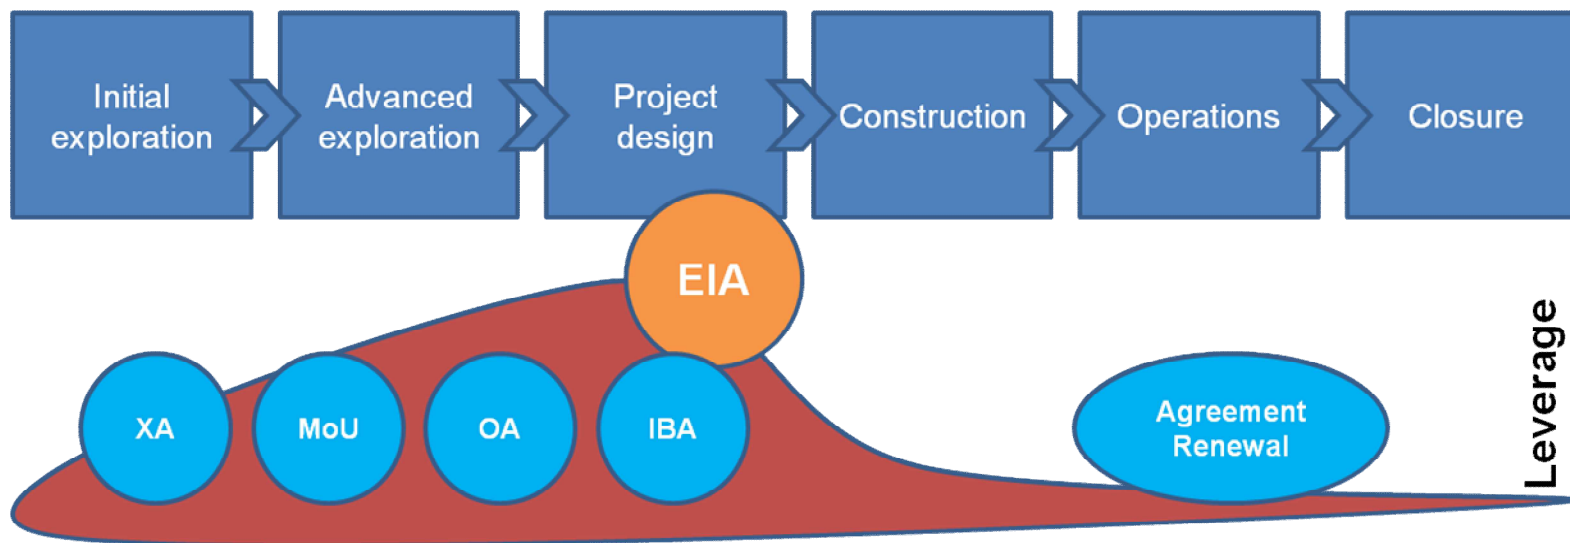 Initial
exploration
Advanced
exploration
Project
design
Construction
Operations
Closure
EIA
XA
MoU
OA
IBA
Agreement
Renewal
Leverage